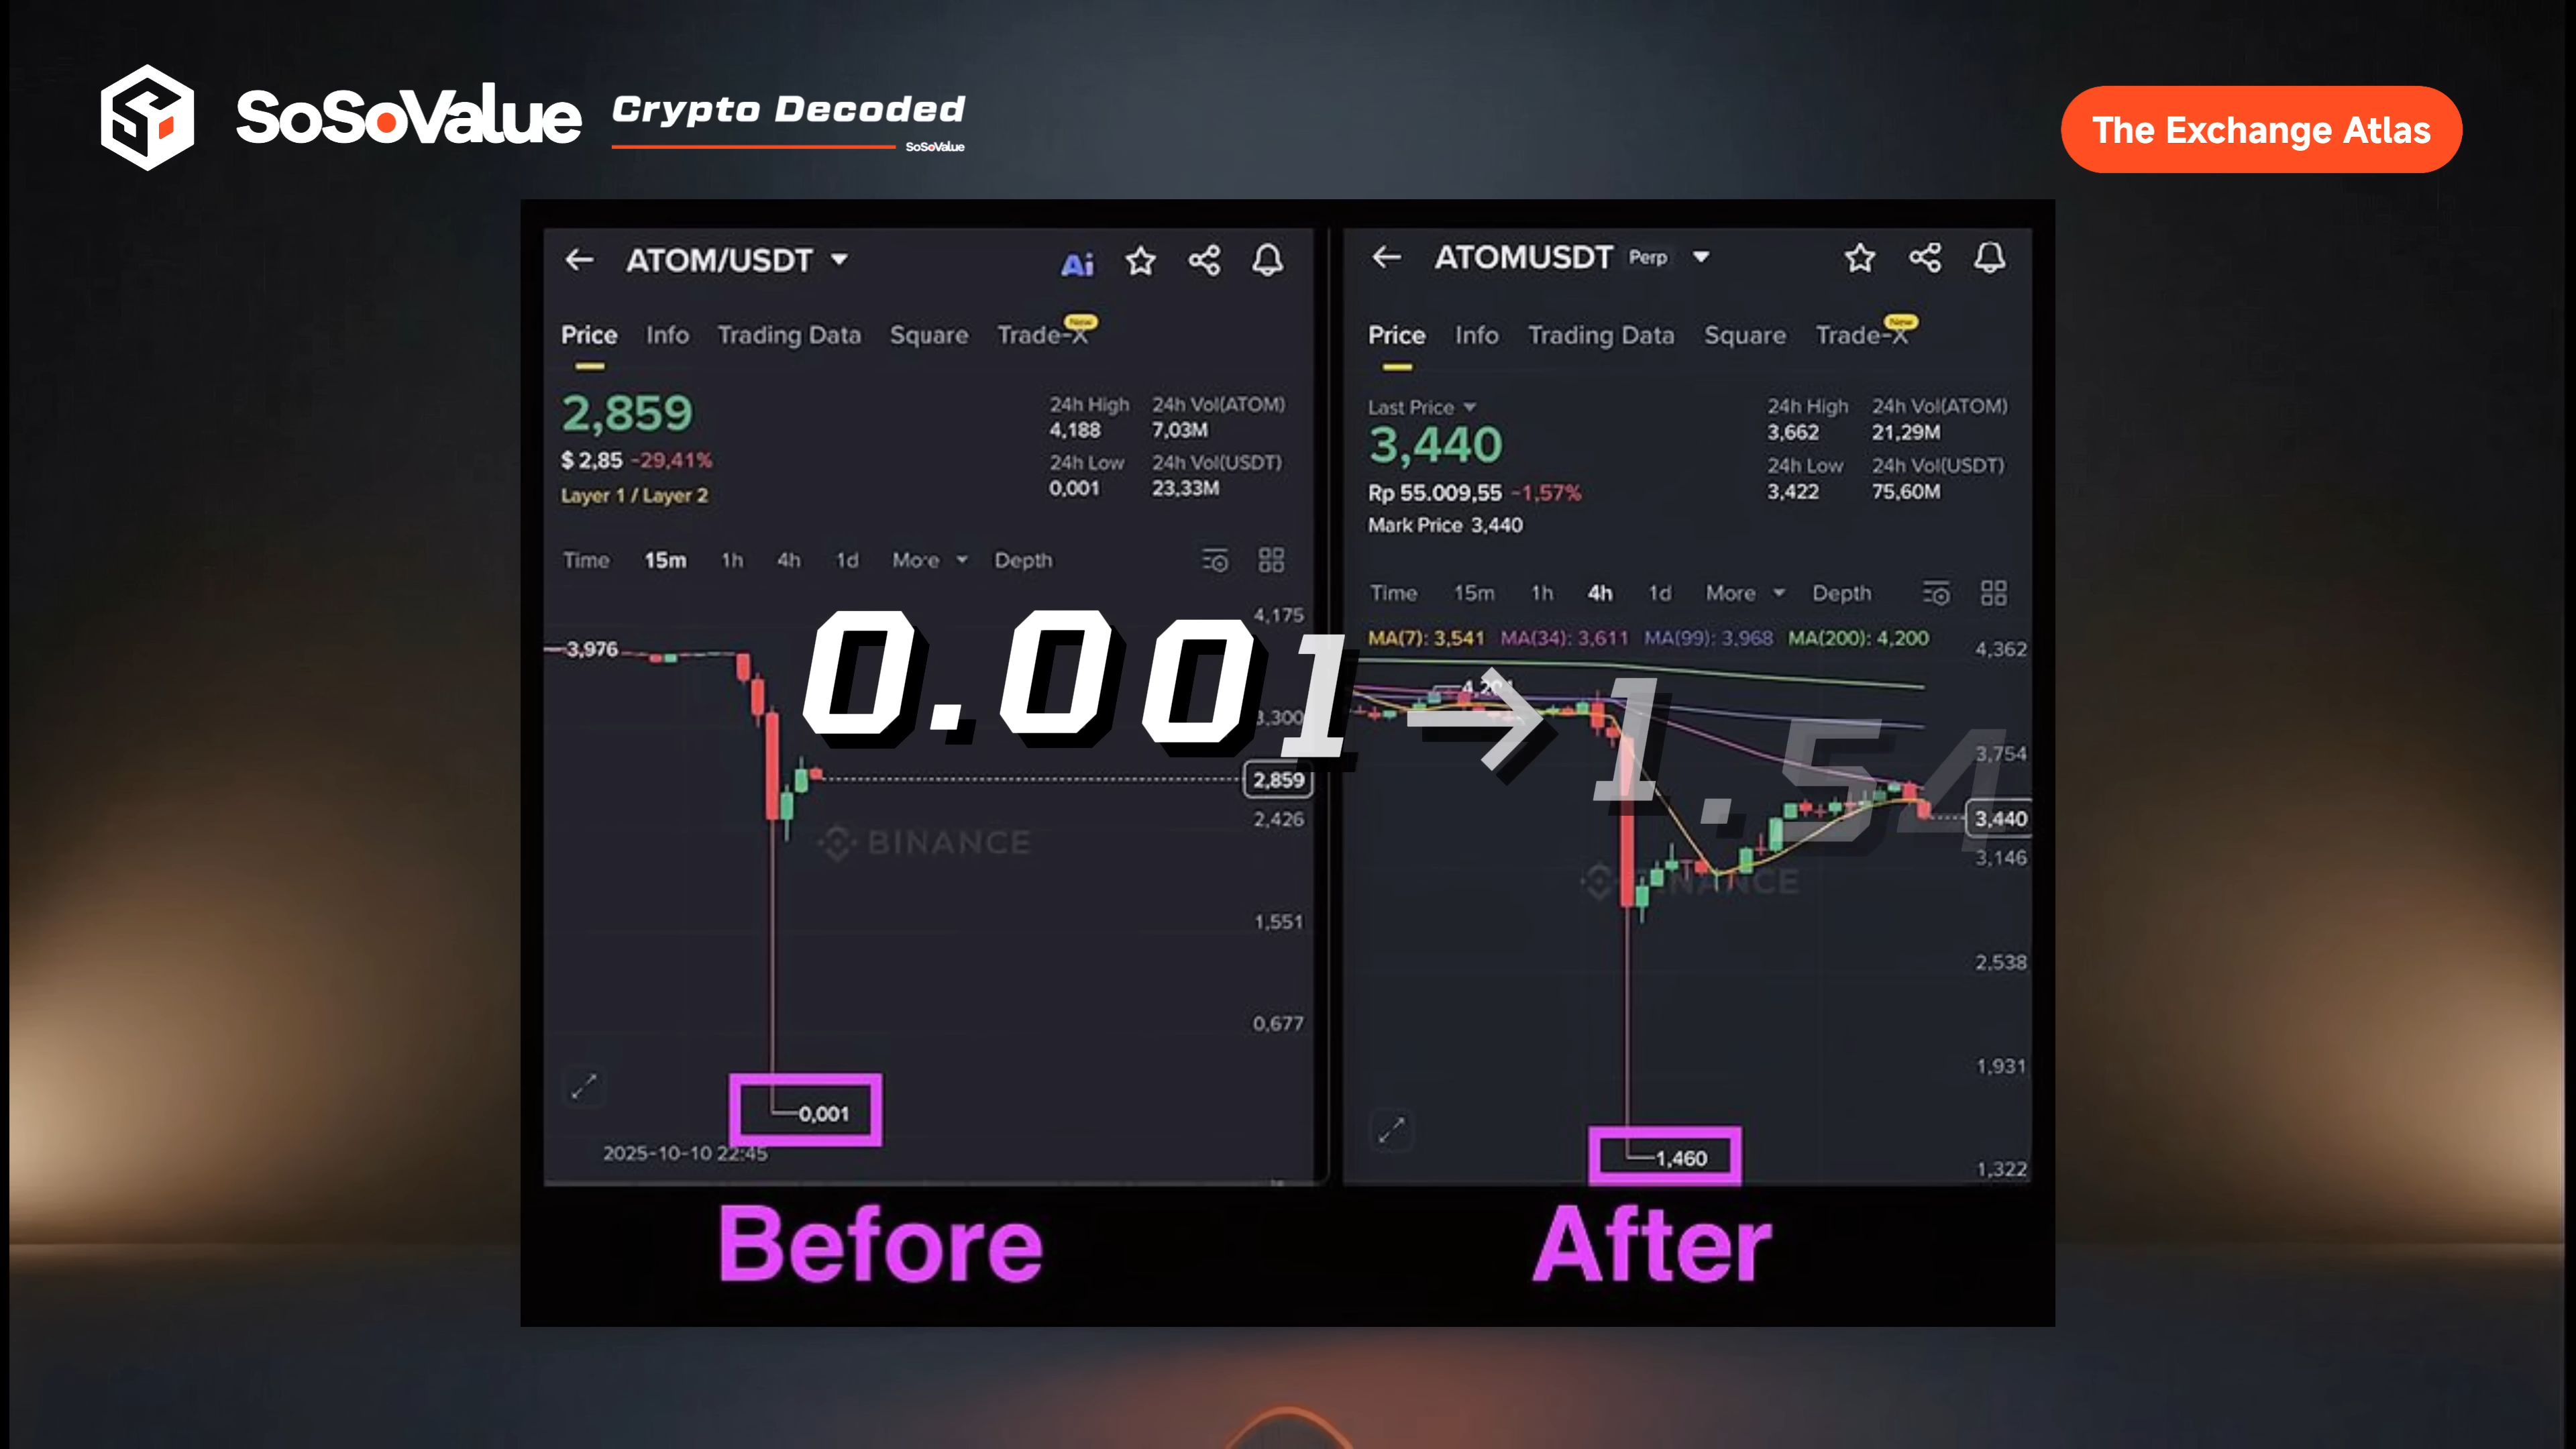 SoSoValue
Crypto Decoded
SoSoValue
The Exchange Atlas
ATOM/USDT
Ai
Price Info Trading Data Square Trade-X New
2,859
$ 2,85 -29,41%
Layer 1 / Layer 2
24h High 24h Vol(ATOM)
4,188 7,03M
24h Low 24h Vol(USDT)
0,001 23,33M
Time 15m 1h 4h 1d More Depth
4,175
3,976
3,300
2,859
2,426
BINANCE
1,551
0,677
0,001
2025-10-10 22:45
Before
0.001 → 1.54
ATOMUSDT Perp
Price Info Trading Data Square Trade-X New
Last Price
3,440
Rp 55.009,55 -1,57%
Mark Price 3,440
24h High 24h Vol(ATOM)
3,662 21,29M
24h Low 24h Vol(USDT)
3,422 75,60M
Time 15m 1h 4h 1d More Depth
MA(7): 3,541 MA(34): 3,611 MA(99): 3,968 MA(200): 4,200
4,362
3,754
3,440
3,146
BINANCE
2,538
1,931
1,460
1,322
After